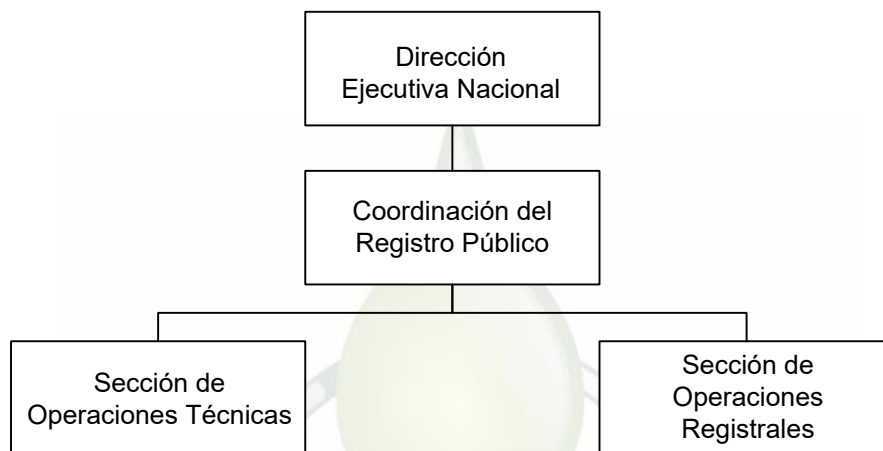 Dirección
Ejecutiva Nacional
Coordinación del
Registro Público
Sección de
Operaciones Técnicas
Sección de
Operaciones
Registrales